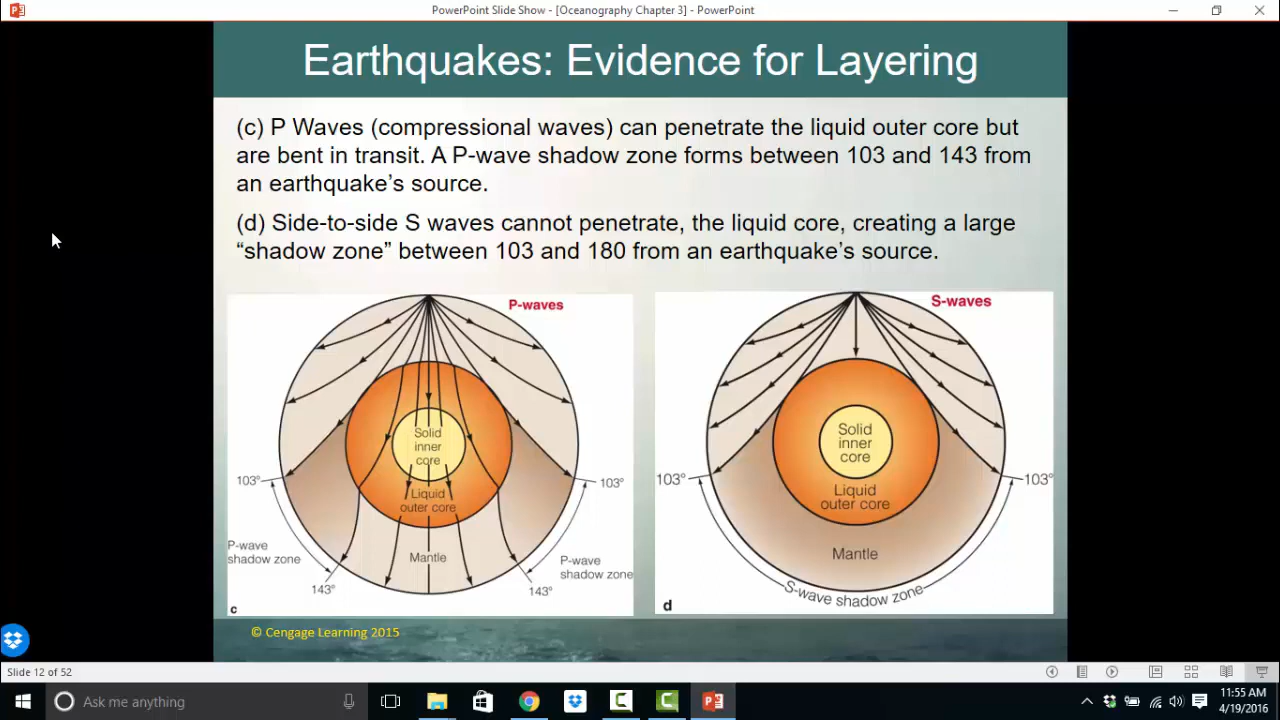 PowerPoint Slide Show - [Oceanography Chapter 3] - PowerPoint
Earthquakes: Evidence for Layering
(c) P Waves (compressional waves) can penetrate the liquid outer core but
are bent in transit. A P-wave shadow zone forms between 103 and 143 from
an earthquake's source.
(d) Side-to-side S waves cannot penetrate, the liquid core, creating a large
“shadow zone” between 103 and 180 from an earthquake's source.
P-waves
Solid
inner
core
Liquid
outer core
Mantle
103°
103°
P-wave
shadow zone
P-wave
shadow zone
143°
143°
c
S-waves
Solid
inner
core
Liquid
outer core
Mantle
103°
103°
S-wave shadow zone
d
© Cengage Learning 2015
Slide 12 of 52
Ask me anything
11:55 AM
4/19/2016